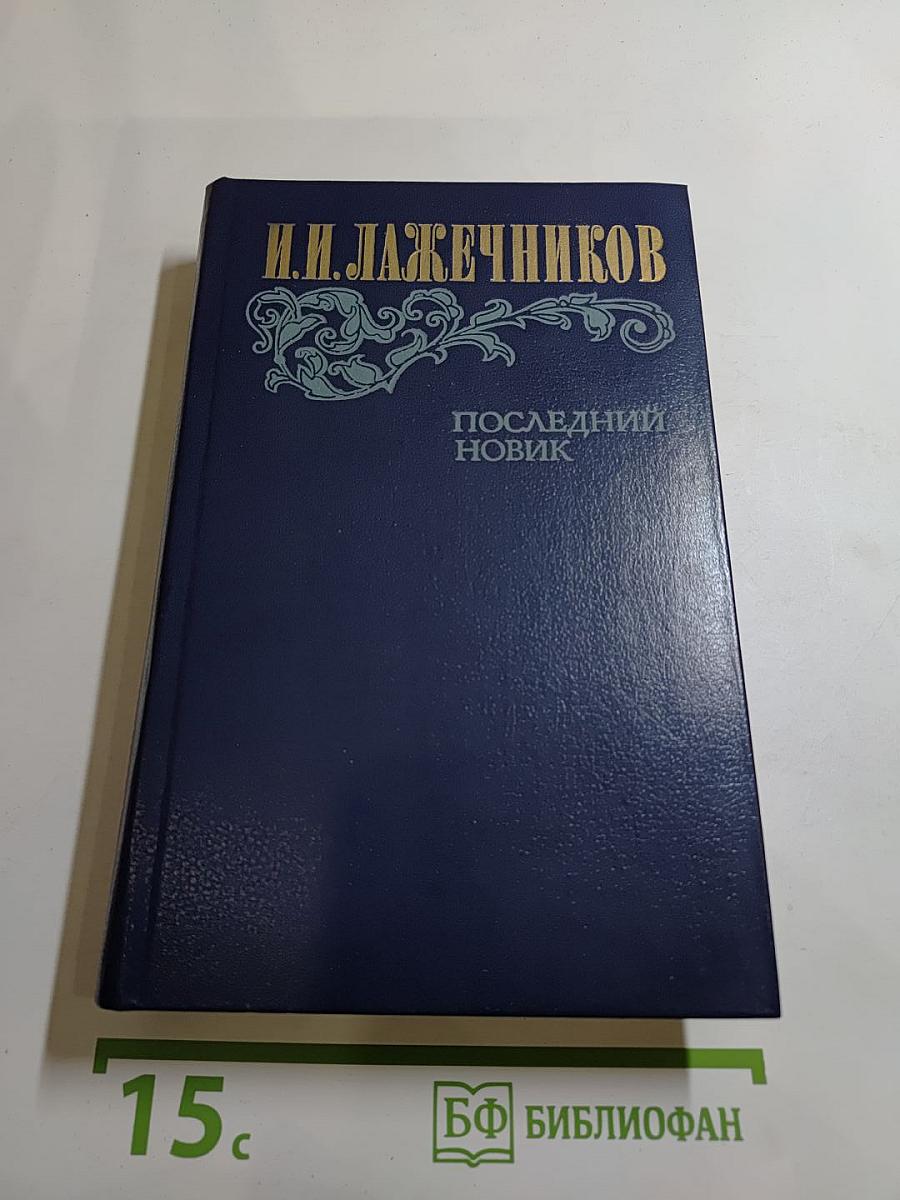 И.И.ЛАЖЕЧНИКОВ
ПОСЛЕДНИЙ
НОВИК
15с
БФ БИБЛИОФАН